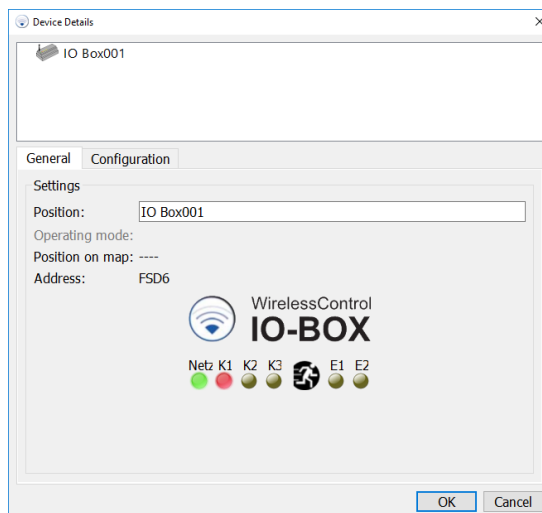 Device Details
IO Box001
General Configuration
Settings
Position: IO Box001
Operating mode:
Position on map: ----
Address: FSD6
WirelessControl
IO-BOX
Netz K1 K2 K3 E1 E2
OK Cancel